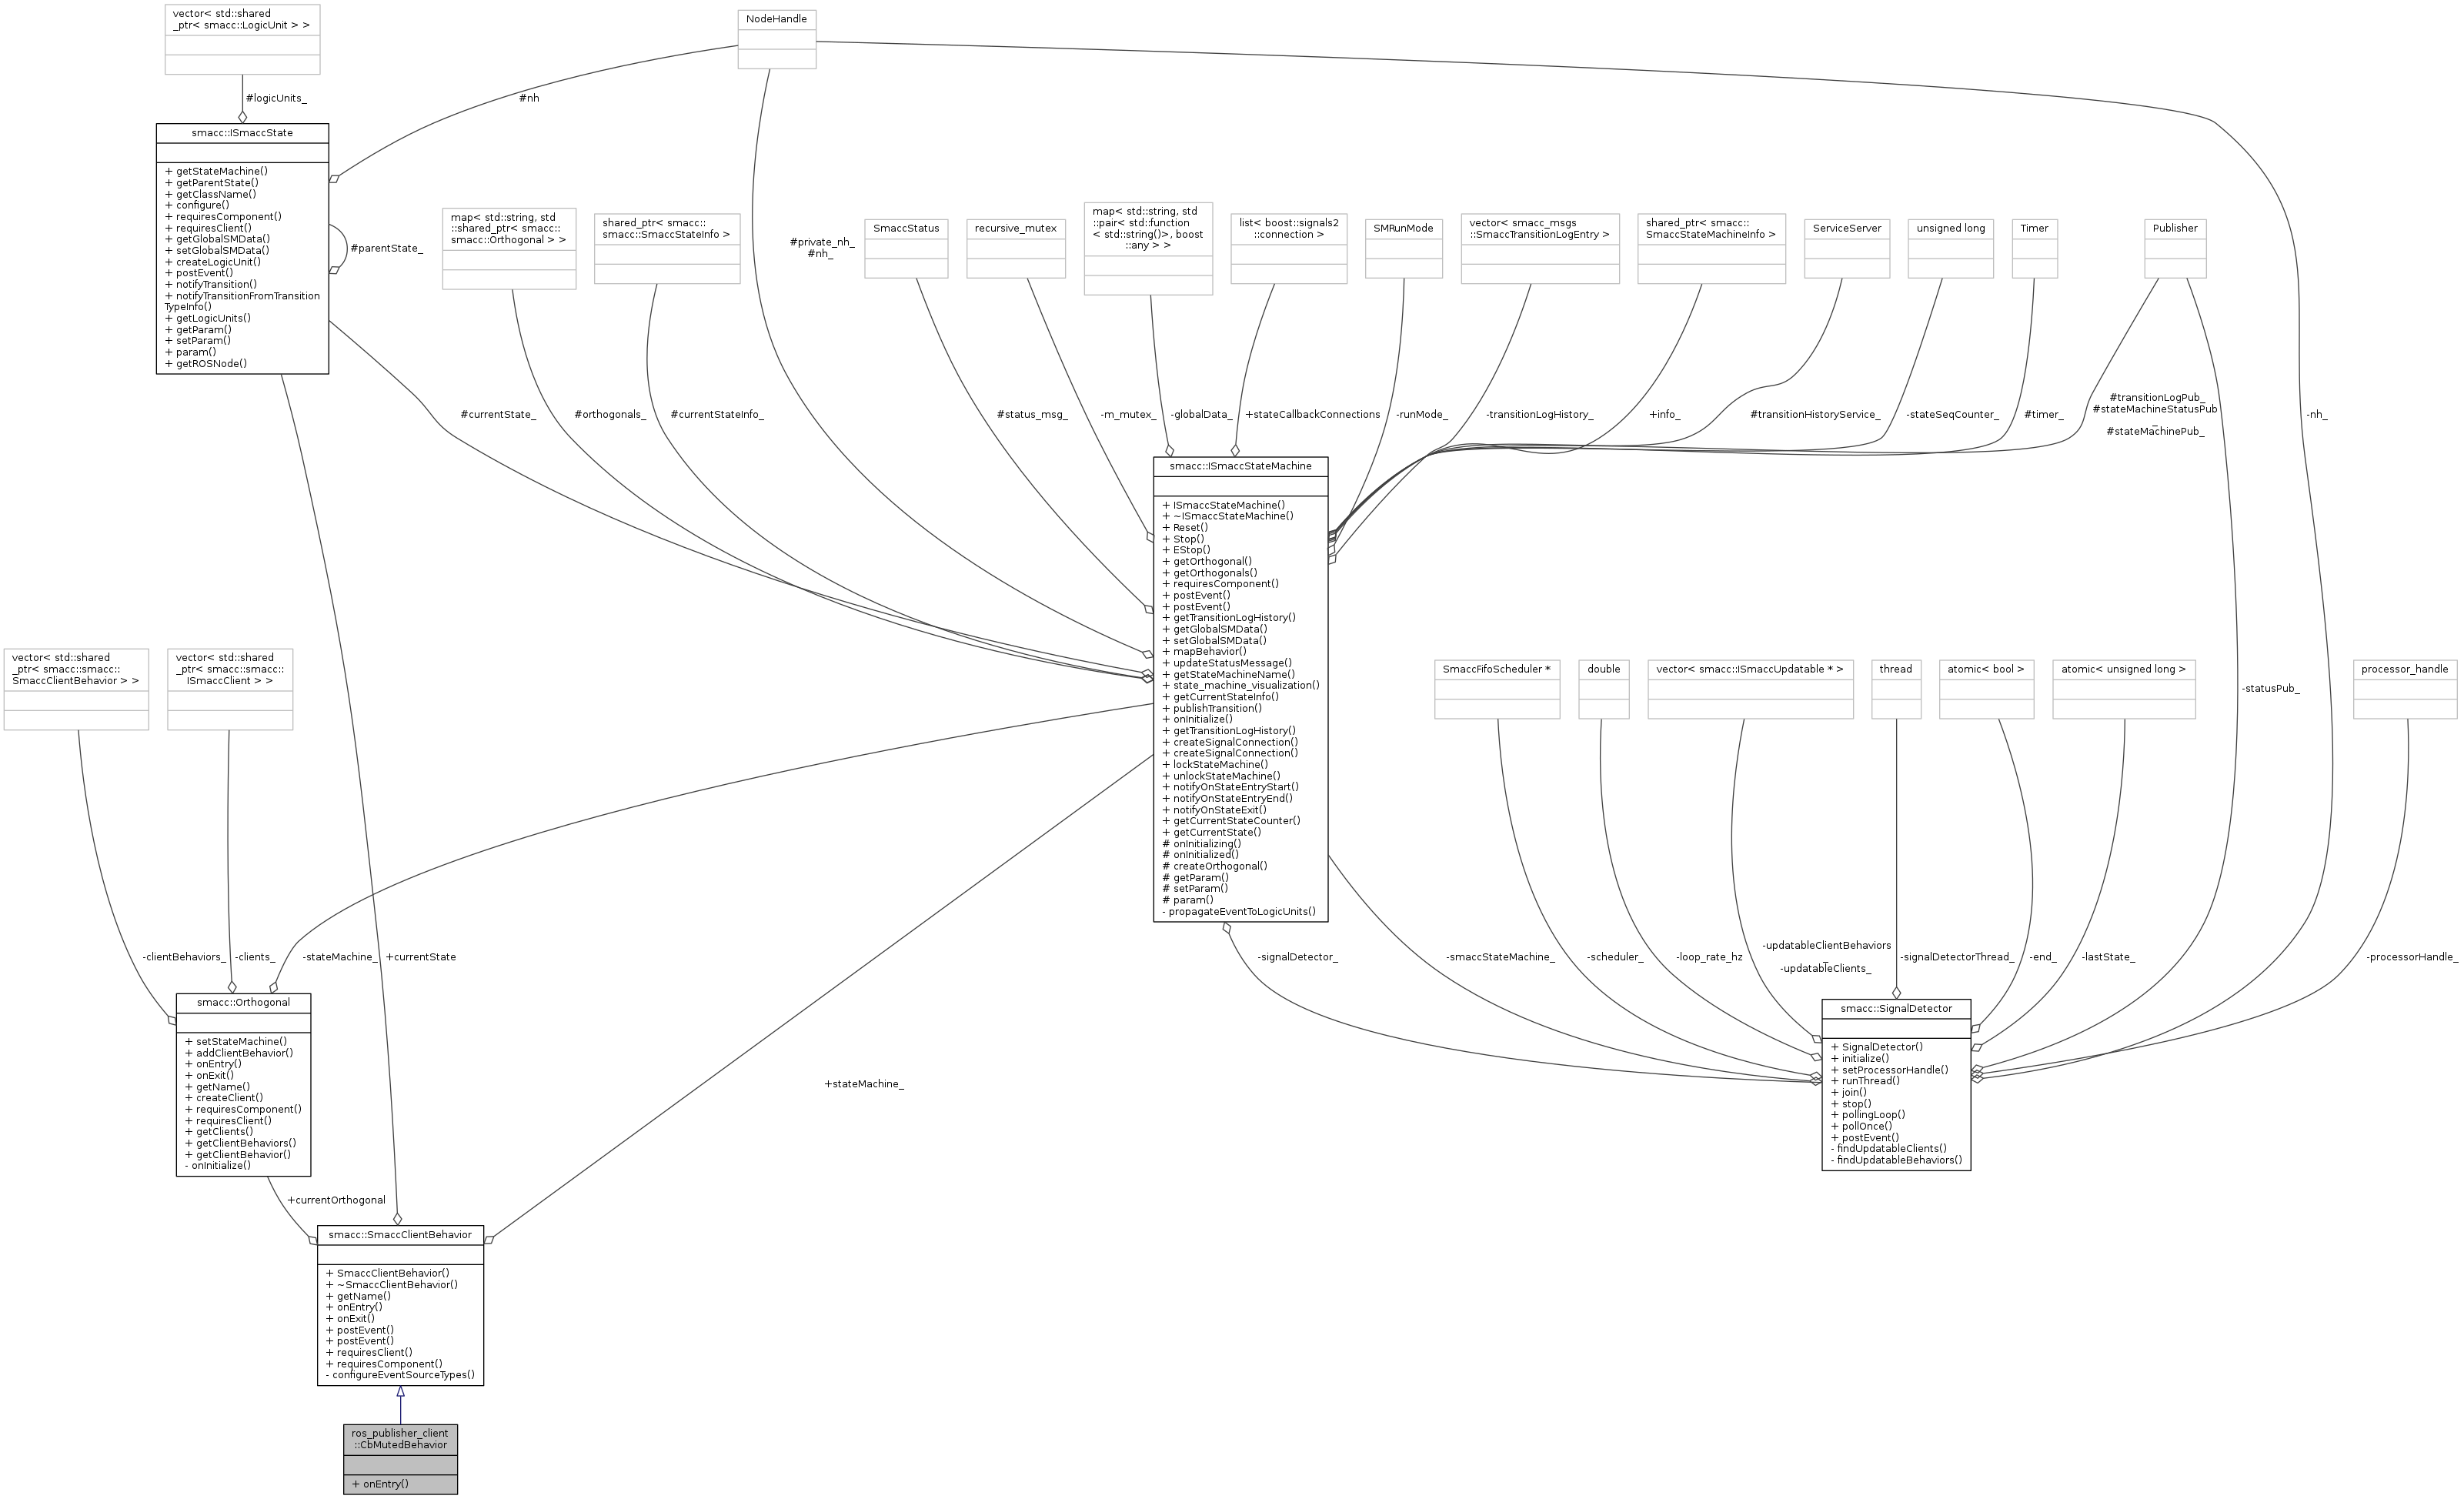 vector< std::shared
_ptr< smacc::LogicUnit > >
NodeHandle
#logicUnits_
#nh
smacc::ISmaccState
+ getStateMachine()
+ getParentState()
+ getClassName()
+ configure()
+ requiresComponent()
+ requiresClient()
+ getGlobalSMData()
+ setGlobalSMData()
+ createLogicUnit()
+ postEvent()
+ notifyTransition()
+ notifyTransitionFromTransition
TypeInfo()
+ getLogicUnits()
+ getParam()
+ setParam()
+ param()
+ getROSNode()
#parentState_
map< std::string, std
::shared_ptr< smacc::
smacc::Orthogonal > >
shared_ptr< smacc::
smacc::SmaccStateInfo >
#private_nh_
#nh_
SmaccStatus
recursive_mutex
map< std::string, std
::pair< std::function
< std::string()>, boost
::any > >
list< boost::signals2
::connection >
SMRunMode
vector< smacc_msgs
::SmaccTransitionLogEntry >
shared_ptr< smacc::
SmaccStateMachineInfo >
ServiceServer
unsigned long
Timer
Publisher
#currentState_
#orthogonals_
#currentStateInfo_
#status_msg_
-m_mutex_
-globalData_
+stateCallbackConnections
-runMode_
-transitionLogHistory_
+info_
#transitionHistoryService_
-stateSeqCounter_
#timer_
#transitionLogPub_
#stateMachineStatusPub
_
#stateMachinePub_
-nh_
smacc::ISmaccStateMachine
+ ISmaccStateMachine()
+ ~ISmaccStateMachine()
+ Reset()
+ Stop()
+ EStop()
+ getOrthogonal()
+ getOrthogonals()
+ requiresComponent()
+ postEvent()
+ postEvent()
+ getTransitionLogHistory()
+ getGlobalSMData()
+ setGlobalSMData()
+ mapBehavior()
+ updateStatusMessage()
+ getStateMachineName()
+ state_machine_visualization()
+ getCurrentStateInfo()
+ publishTransition()
+ onInitialize()
+ getTransitionLogHistory()
+ createSignalConnection()
+ createSignalConnection()
+ lockStateMachine()
+ unlockStateMachine()
+ notifyOnStateEntryStart()
+ notifyOnStateEntryEnd()
+ notifyOnStateExit()
+ getCurrentStateCounter()
+ getCurrentState()
# onInitializing()
# onInitialized()
# createOrthogonal()
# getParam()
# setParam()
# param()
- propagateEventToLogicUnits()
vector< std::shared
_ptr< smacc::smacc::
SmaccClientBehavior > >
vector< std::shared
_ptr< smacc::smacc::
ISmaccClient > >
SmaccFifoScheduler *
double
vector< smacc::ISmaccUpdatable * >
thread
atomic< bool >
atomic< unsigned long >
-statusPub_
processor_handle
-clientBehaviors_
-clients_
-stateMachine_
+currentState
-signalDetector_
-smaccStateMachine_
-scheduler_
-loop_rate_hz
-updatableClientBehaviors
_
-updatableClients_
-signalDetectorThread_
-end_
-lastState_
-processorHandle_
smacc::Orthogonal
+ setStateMachine()
+ addClientBehavior()
+ onEntry()
+ onExit()
+ getName()
+ createClient()
+ requiresComponent()
+ requiresClient()
+ getClients()
+ getClientBehaviors()
+ getClientBehavior()
- onInitialize()
+stateMachine_
smacc::SignalDetector
+ SignalDetector()
+ initialize()
+ setProcessorHandle()
+ runThread()
+ join()
+ stop()
+ pollingLoop()
+ pollOnce()
+ postEvent()
- findUpdatableClients()
- findUpdatableBehaviors()
+currentOrthogonal
smacc::SmaccClientBehavior
+ SmaccClientBehavior()
+ ~SmaccClientBehavior()
+ getName()
+ onEntry()
+ onExit()
+ postEvent()
+ postEvent()
+ requiresClient()
+ requiresComponent()
- configureEventSourceTypes()
ros_publisher_client
::CbMutedBehavior
+ onEntry()